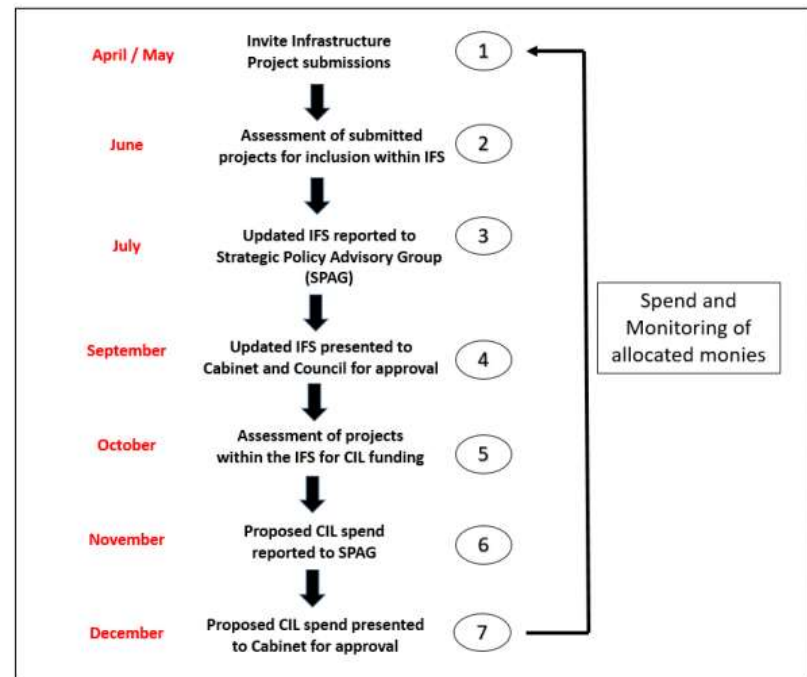 April / May
Invite Infrastructure
Project submissions
1
June
Assessment of submitted
projects for inclusion within IFS
2
July
Updated IFS reported to
Strategic Policy Advisory Group
(SPAG)
3
September
Updated IFS presented to
Cabinet and Council for approval
4
October
Assessment of projects
within the IFS for CIL funding
5
November
Proposed CIL spend
reported to SPAG
6
December
Proposed CIL spend presented
to Cabinet for approval
7
Spend and
Monitoring of
allocated monies